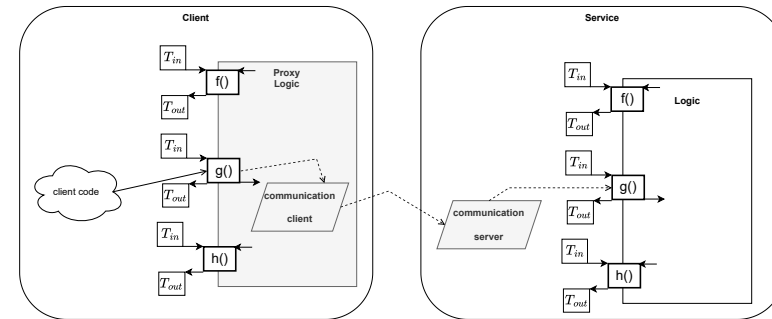 Client
T_in
f()
T_out
Proxy
Logic
T_in
g()
T_out
client code
communication
client
T_in
h()
T_out
Service
T_in
f()
T_out
Logic
T_in
g()
T_out
communication
server
T_in
h()
T_out